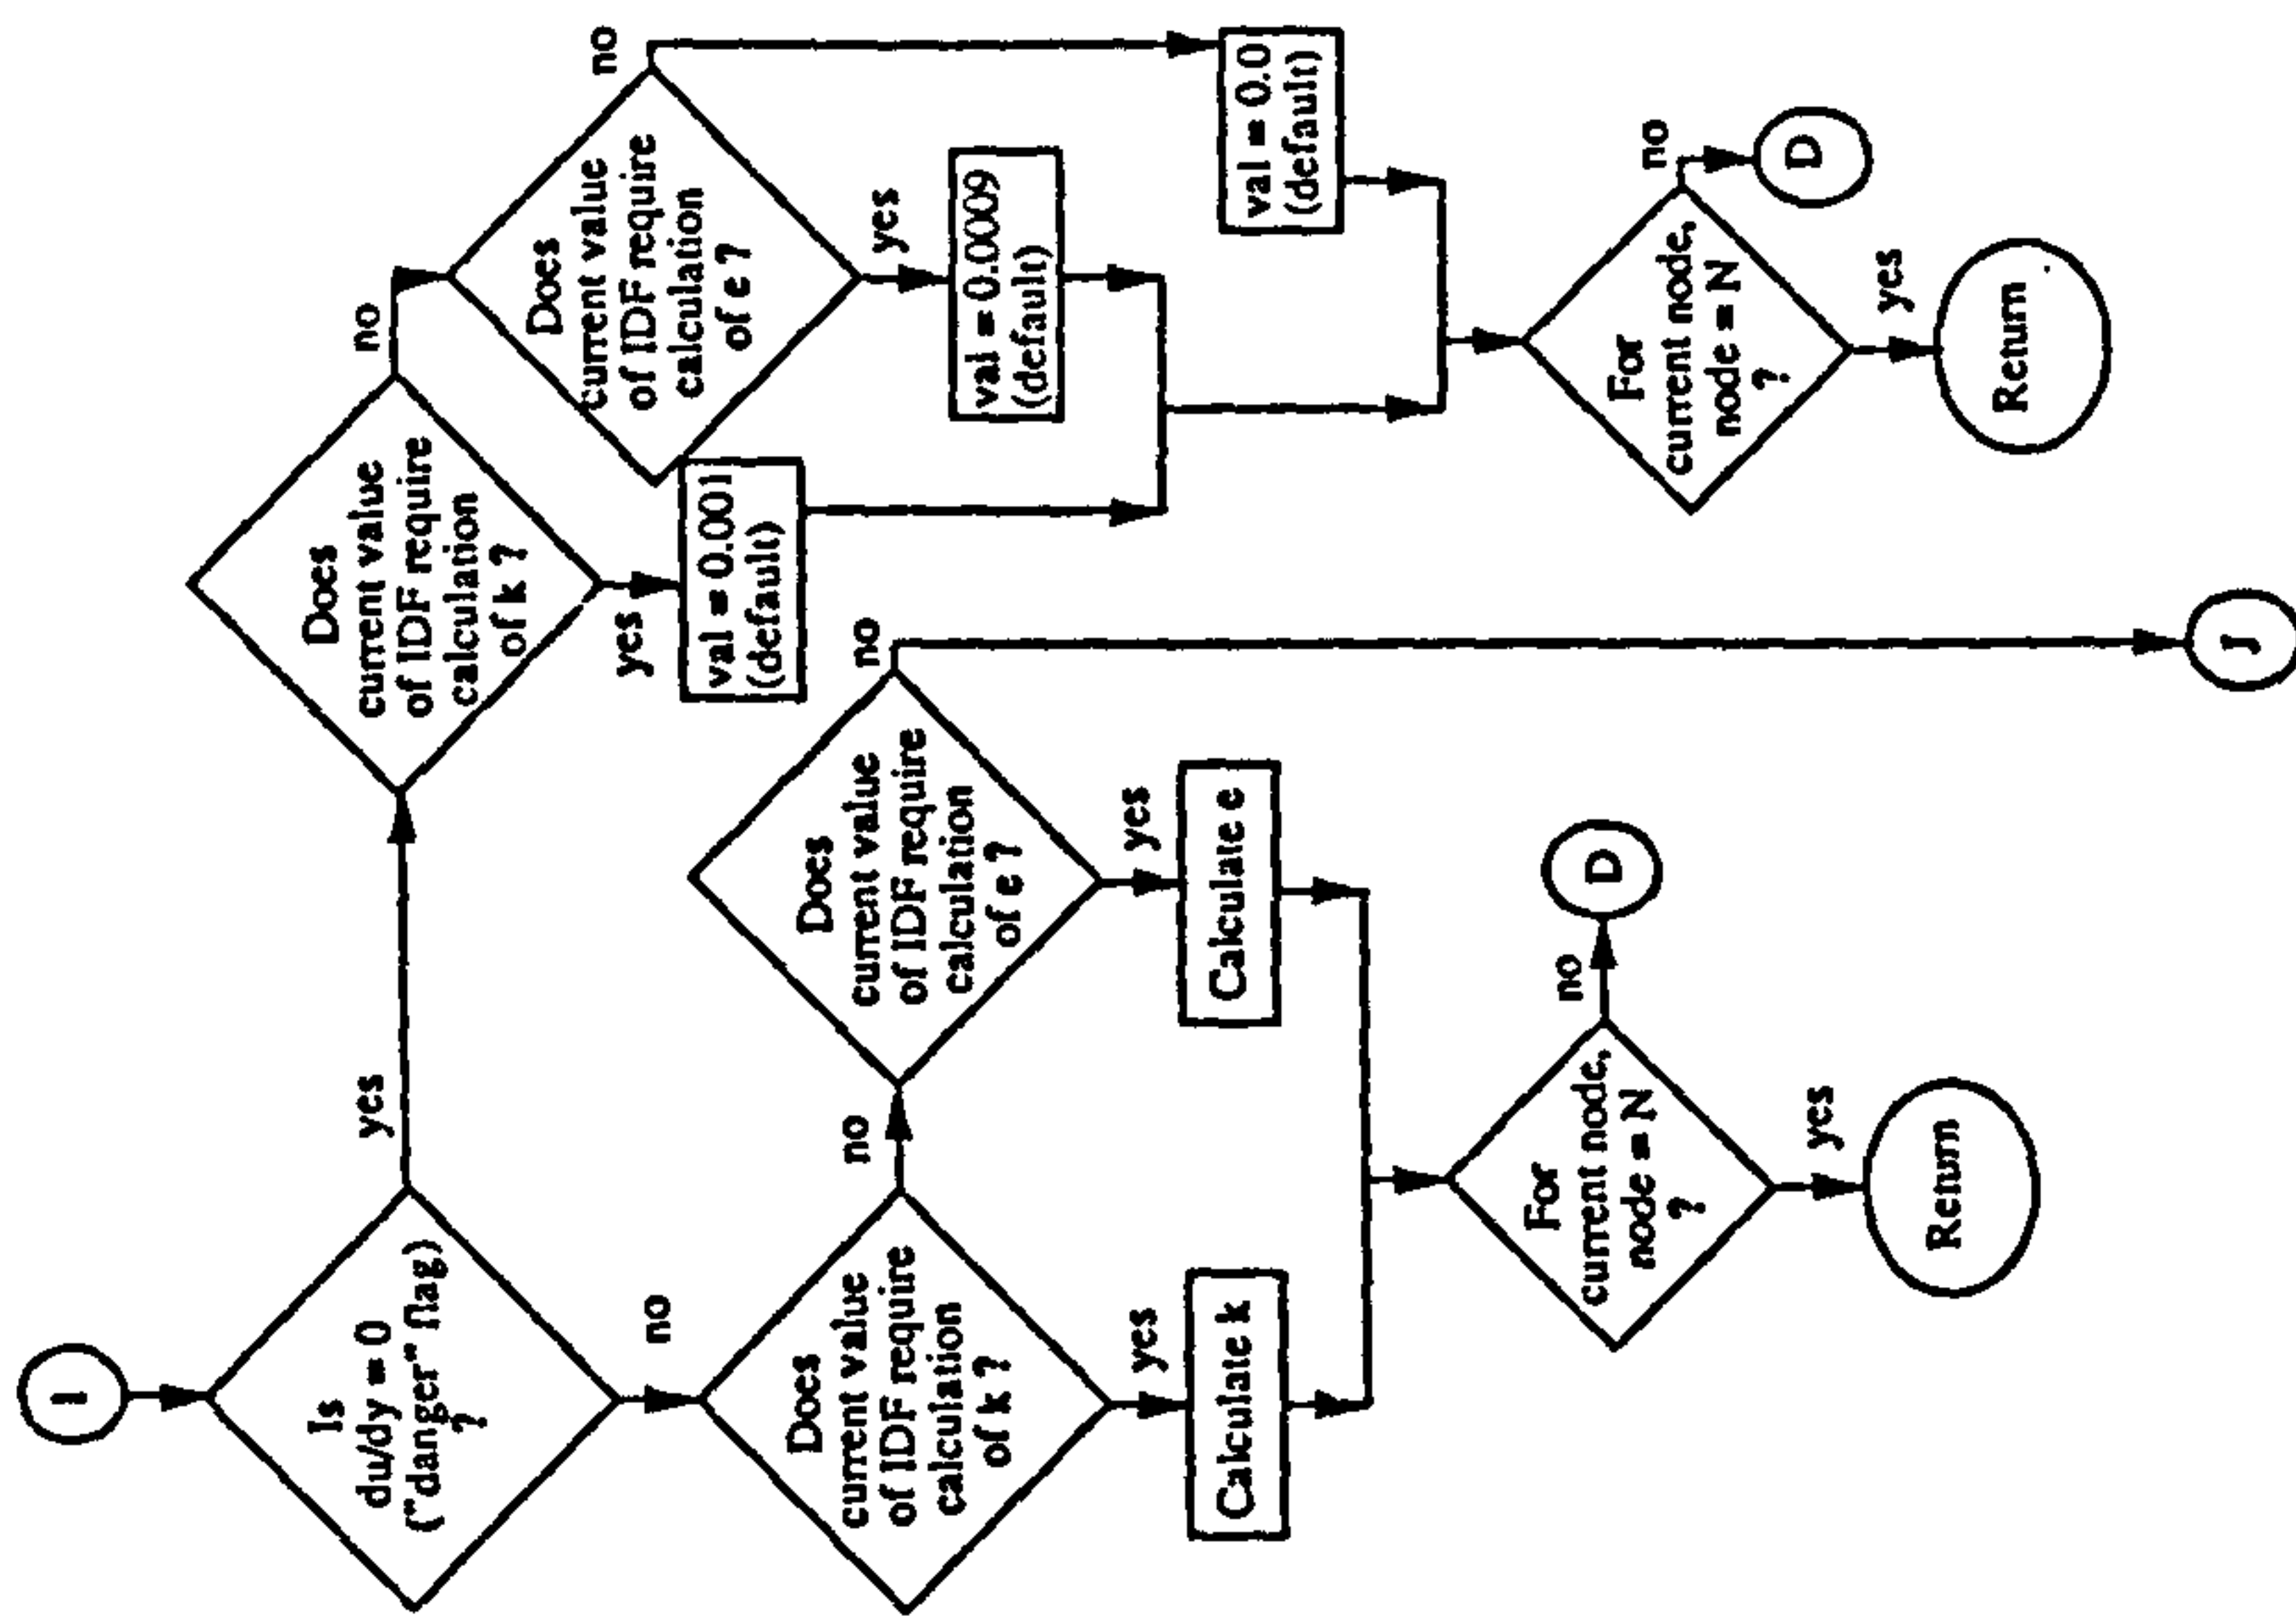 I
Is
du/dy = 0
("danger" flag)
?
yes
no
Does
current value
of IDF require
calculation
of k ?
no
yes
val = 0.001
(default)
Does
current value
of IDF require
calculation
of e ?
no
yes
val = 0.0009
(default)
val = 0.0
(default)
For
current node,
node = N
?
no
D
yes
Return
Does
current value
of IDF require
calculation
of k ?
no
yes
Calculate k
Does
current value
of IDF require
calculation
of e ?
no
yes
Calculate e
J
For
current node,
node = N
?
no
D
yes
Return